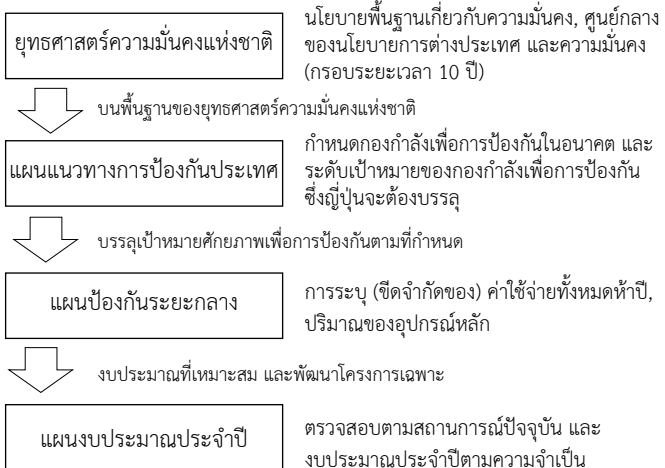 ยุทธศาสตร์ความมั่นคงแห่งชาติ
นโยบายพื้นฐานเกี่ยวกับความมั่นคง, ศูนย์กลาง
ของนโยบายการต่างประเทศ และความมั่นคง
(กรอบระยะเวลา 10 ปี)
บนพื้นฐานของยุทธศาสตร์ความมั่นคงแห่งชาติ
แผนแนวทางการป้องกันประเทศ
กำหนดกองกำลังเพื่อการป้องกันในอนาคต และ
ระดับเป้าหมายของกองกำลังเพื่อการป้องกัน
ซึ่งญี่ปุ่นจะต้องบรรลุ
บรรลุเป้าหมายศักยภาพเพื่อการป้องกันตามที่กำหนด
แผนป้องกันระยะกลาง
การระบุ (ขีดจำกัดของ) ค่าใช้จ่ายทั้งหมดห้าปี,
ปริมาณของอุปกรณ์หลัก
งบประมาณที่เหมาะสม และพัฒนาโครงการเฉพาะ
แผนงบประมาณประจำปี
ตรวจสอบตามสถานการณ์ปัจจุบัน และ
งบประมาณประจำปีตามความจำเป็น